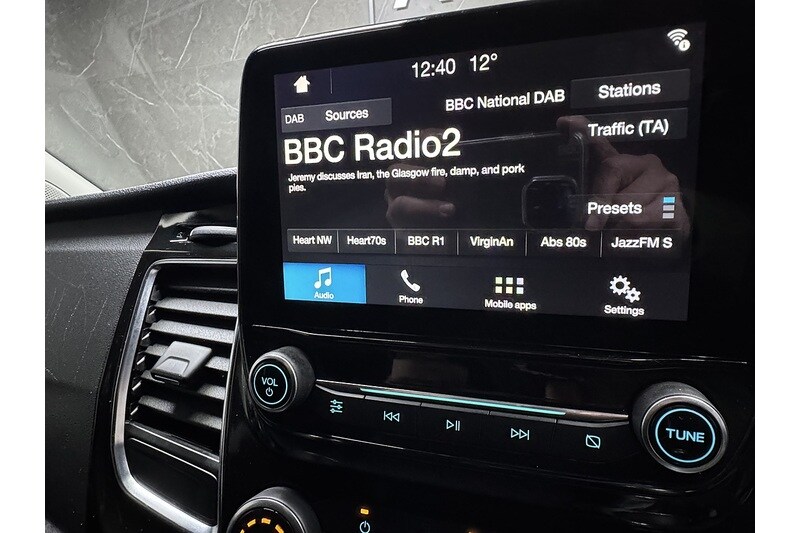 12:40 12°
DAB Sources
BBC National DAB
Stations
BBC Radio2
Traffic (TA)
Jeremy discusses Iran, the Glasgow fire, damp, and pork
pies.
Presets
Heart NW Heart70s BBC R1 VirginAn Abs 80s JazzFM S
Audio Phone Mobile apps Settings
VOL
TUNE